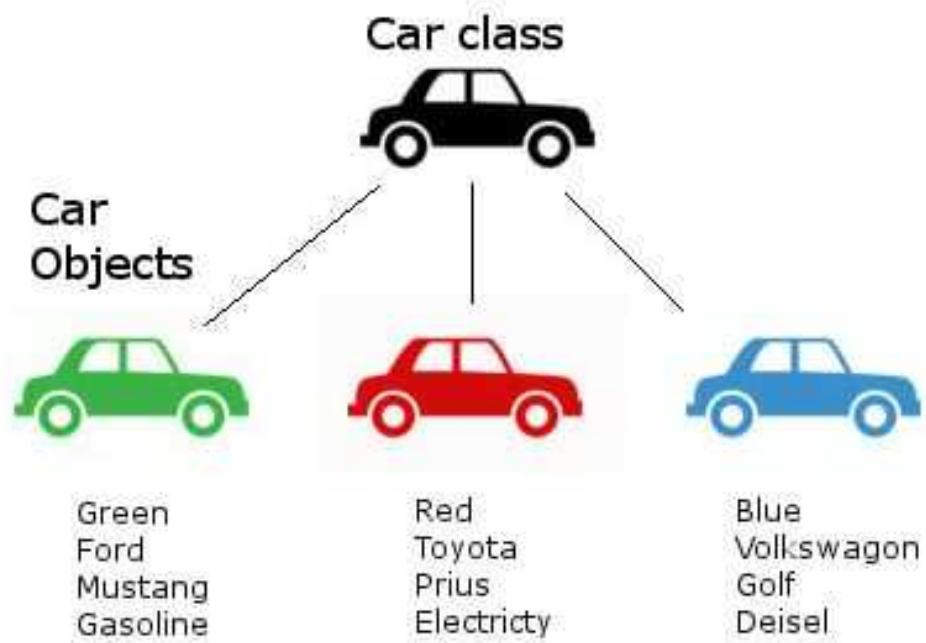 Car class
Car
Objects
Green
Ford
Mustang
Gasoline
Red
Toyota
Prius
Electricty
Blue
Volkswagon
Golf
Deisel